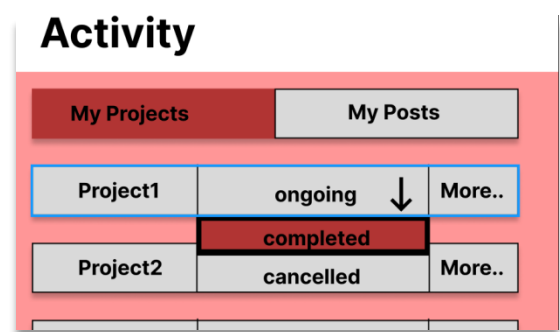 Activity
My Projects My Posts
Project1 ongoing ↓ More..
completed
Project2 cancelled More..